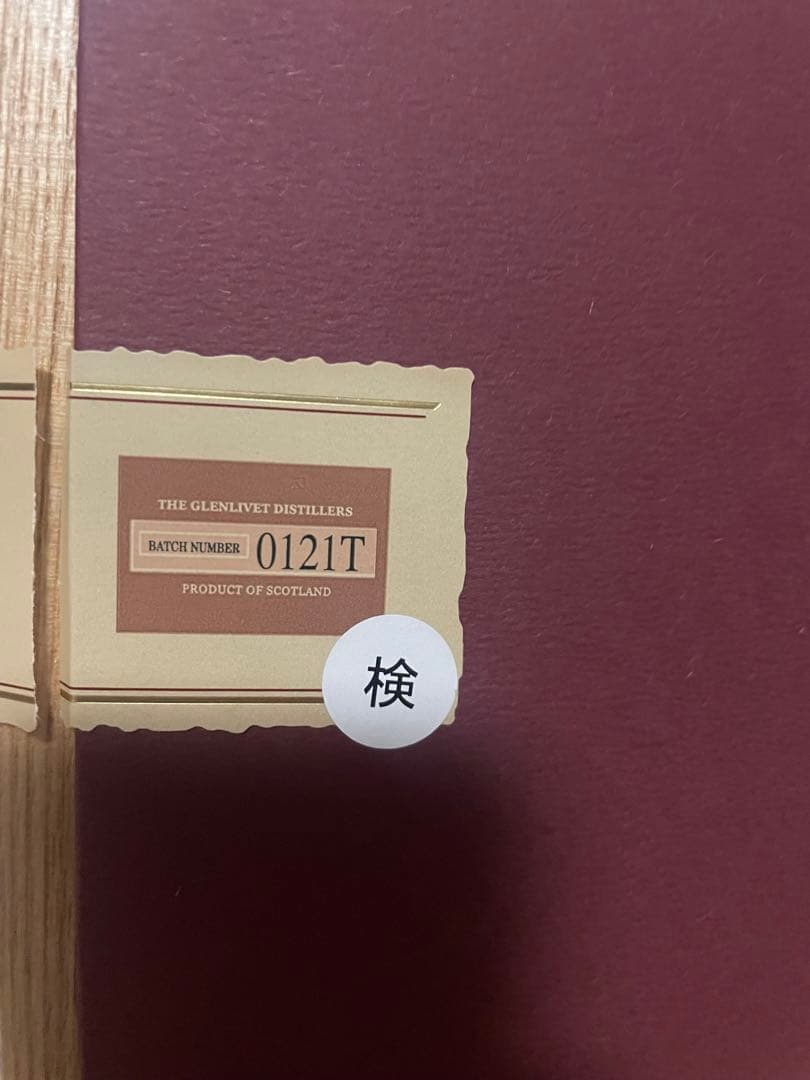 THE GLENLIVET DISTILLERS
BATCH NUMBER 0121T
PRODUCT OF SCOTLAND
検